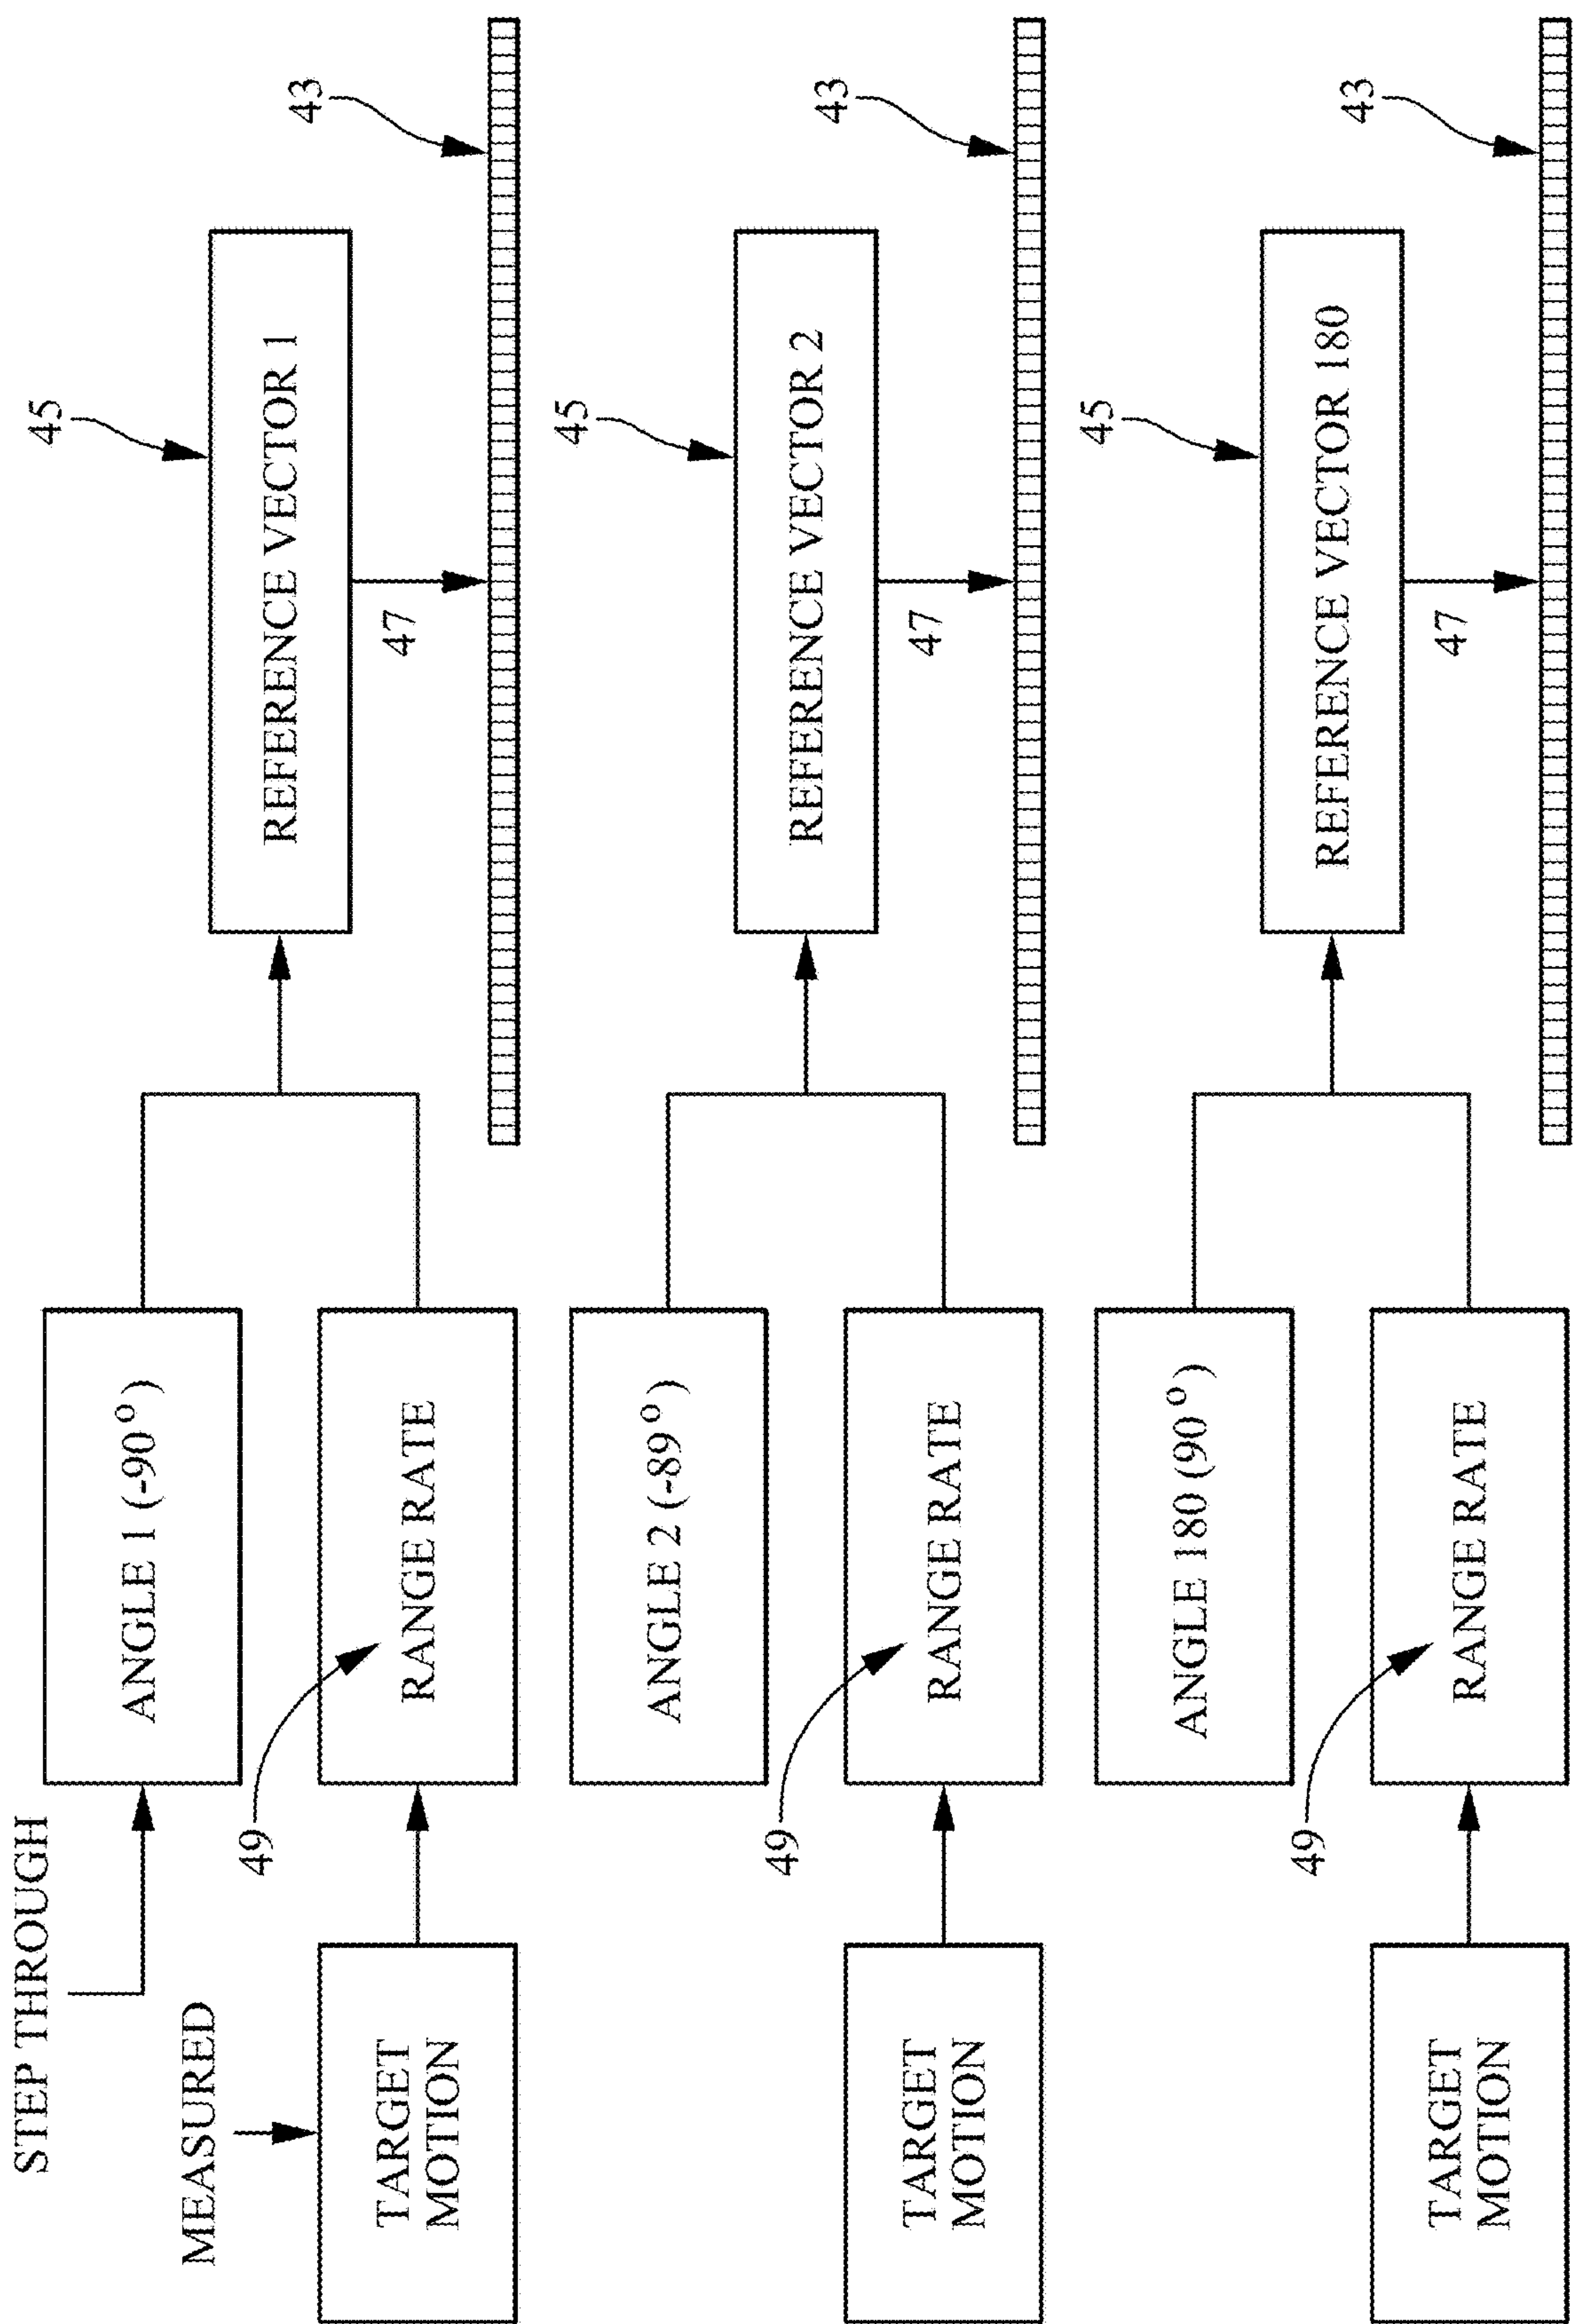 STEP THROUGH
ANGLE 1 (-90°)
45
MEASURED
49
REFERENCE VECTOR 1
43
TARGET
MOTION
RANGE RATE
47
ANGLE 2 (-89°)
45
49
REFERENCE VECTOR 2
43
TARGET
MOTION
RANGE RATE
47
ANGLE 180 (90°)
45
49
REFERENCE VECTOR 180
43
TARGET
MOTION
RANGE RATE
47